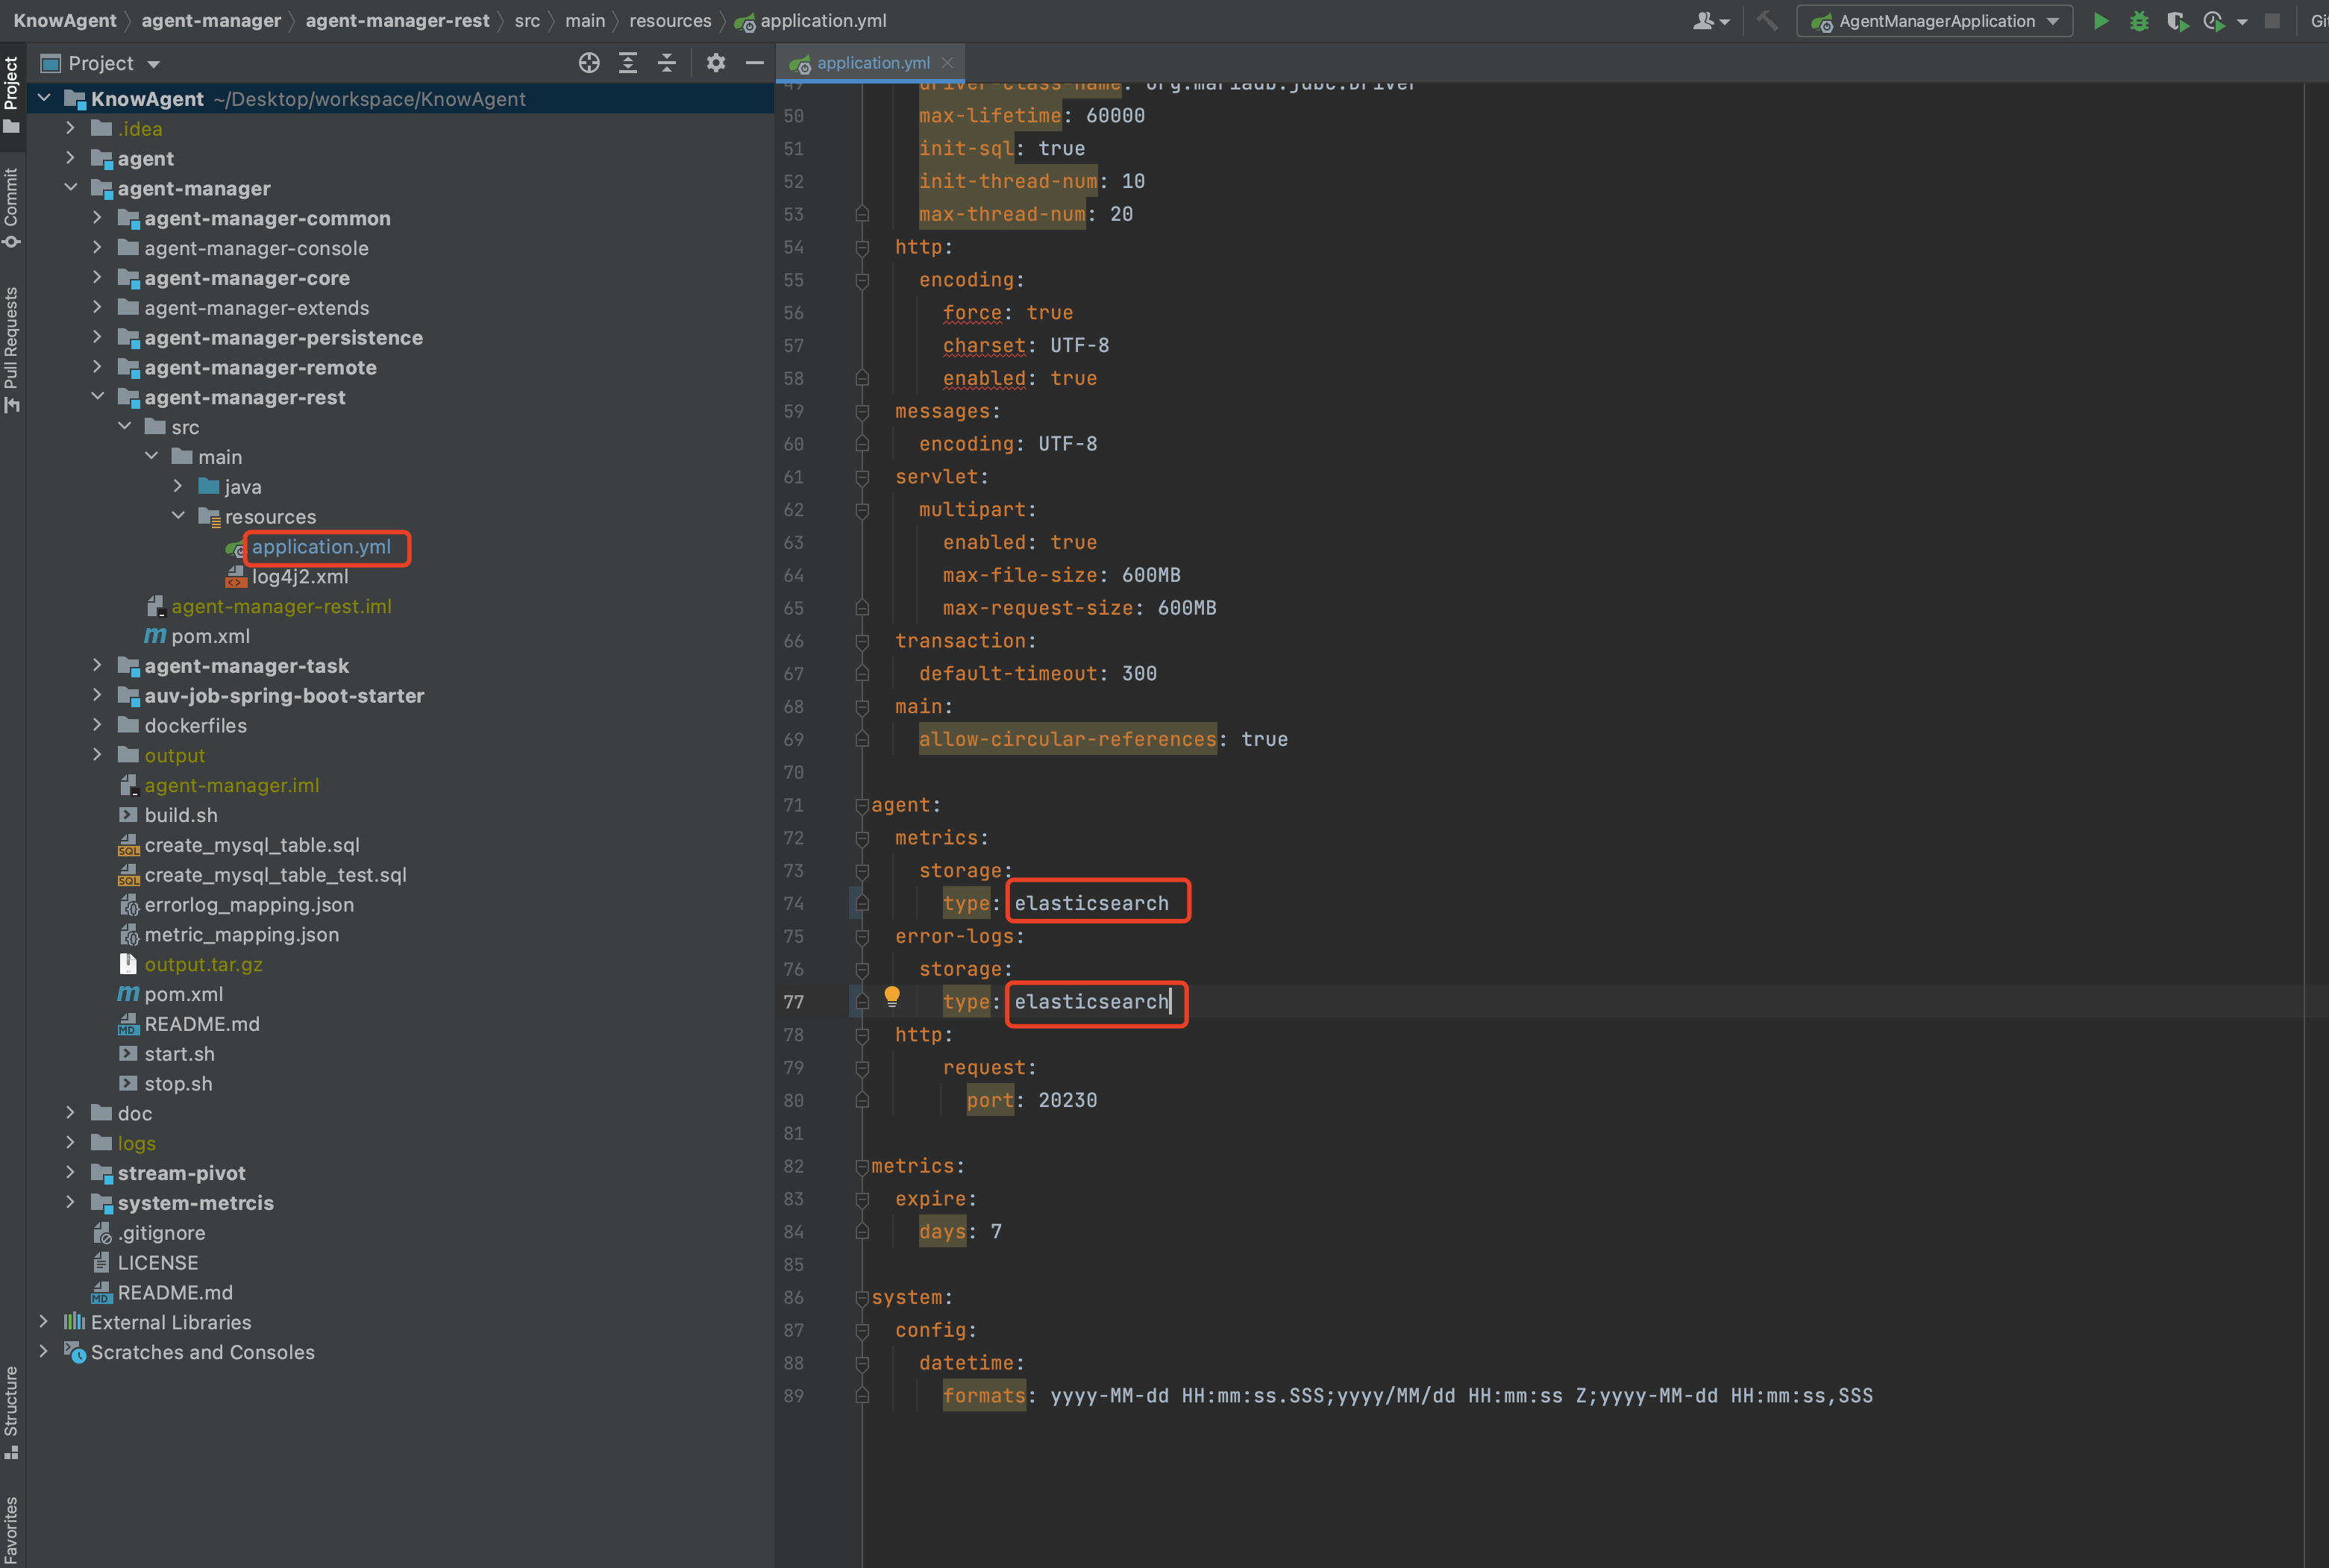 KnowAgent agent-manager agent-manager-rest src main resources application.yml
AgentManagerApplication
Project
application.yml
Project
Commit
Pull Requests
Structure
Favorites
KnowAgent ~/Desktop/workspace/KnowAgent
.idea
agent
agent-manager
agent-manager-common
agent-manager-console
agent-manager-core
agent-manager-extends
agent-manager-persistence
agent-manager-remote
agent-manager-rest
src
main
java
resources
application.yml
log4j2.xml
agent-manager-rest.iml
pom.xml
agent-manager-task
auv-job-spring-boot-starter
dockerfiles
output
agent-manager.iml
build.sh
create_mysql_table.sql
create_mysql_table_test.sql
errorlog_mapping.json
metric_mapping.json
output.tar.gz
pom.xml
README.md
start.sh
stop.sh
doc
logs
stream-pivot
system-metrcis
.gitignore
LICENSE
README.md
External Libraries
Scratches and Consoles
49 driver-class-name: org.mariadb.jdbc.Driver
50 max-lifetime: 60000
51 init-sql: true
52 init-thread-num: 10
53 max-thread-num: 20
54 http:
55 encoding:
56 force: true
57 charset: UTF-8
58 enabled: true
59 messages:
60 encoding: UTF-8
61 servlet:
62 multipart:
63 enabled: true
64 max-file-size: 600MB
65 max-request-size: 600MB
66 transaction:
67 default-timeout: 300
68 main:
69 allow-circular-references: true
70
71 agent:
72 metrics:
73 storage:
74 type: elasticsearch
75 error-logs:
76 storage:
77 type: elasticsearch
78 http:
79 request:
80 port: 20230
81
82 metrics:
83 expire:
84 days: 7
85
86 system:
87 config:
88 datetime:
89 formats: yyyy-MM-dd HH:mm:ss.SSS;yyyy/MM/dd HH:mm:ss Z;yyyy-MM-dd HH:mm:ss,SSS